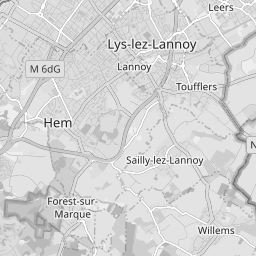 Leers
Lys-lez-Lannoy
Lannoy
M 6dG
Toufflers
Hem
N
Sailly-lez-Lannoy
Forest-sur-
Marque
Willems